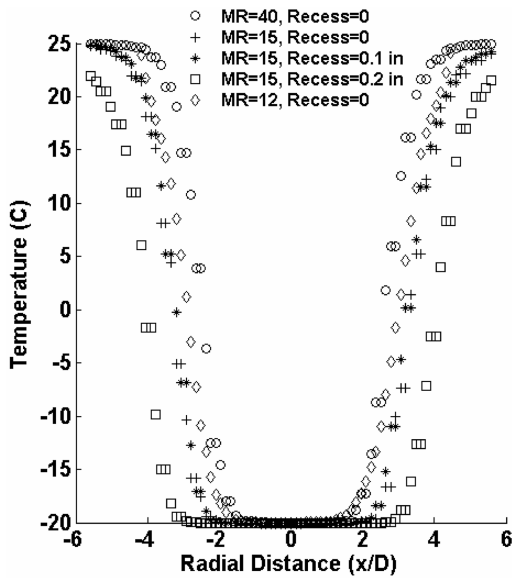 MR=40, Recess=0
MR=15, Recess=0
MR=15, Recess=0.1 in
MR=15, Recess=0.2 in
MR=12, Recess=0
25
20
15
10
5
0
-5
-10
-15
-20
-6
-4
-2
0
2
4
6
Temperature (C)
Radial Distance (x/D)